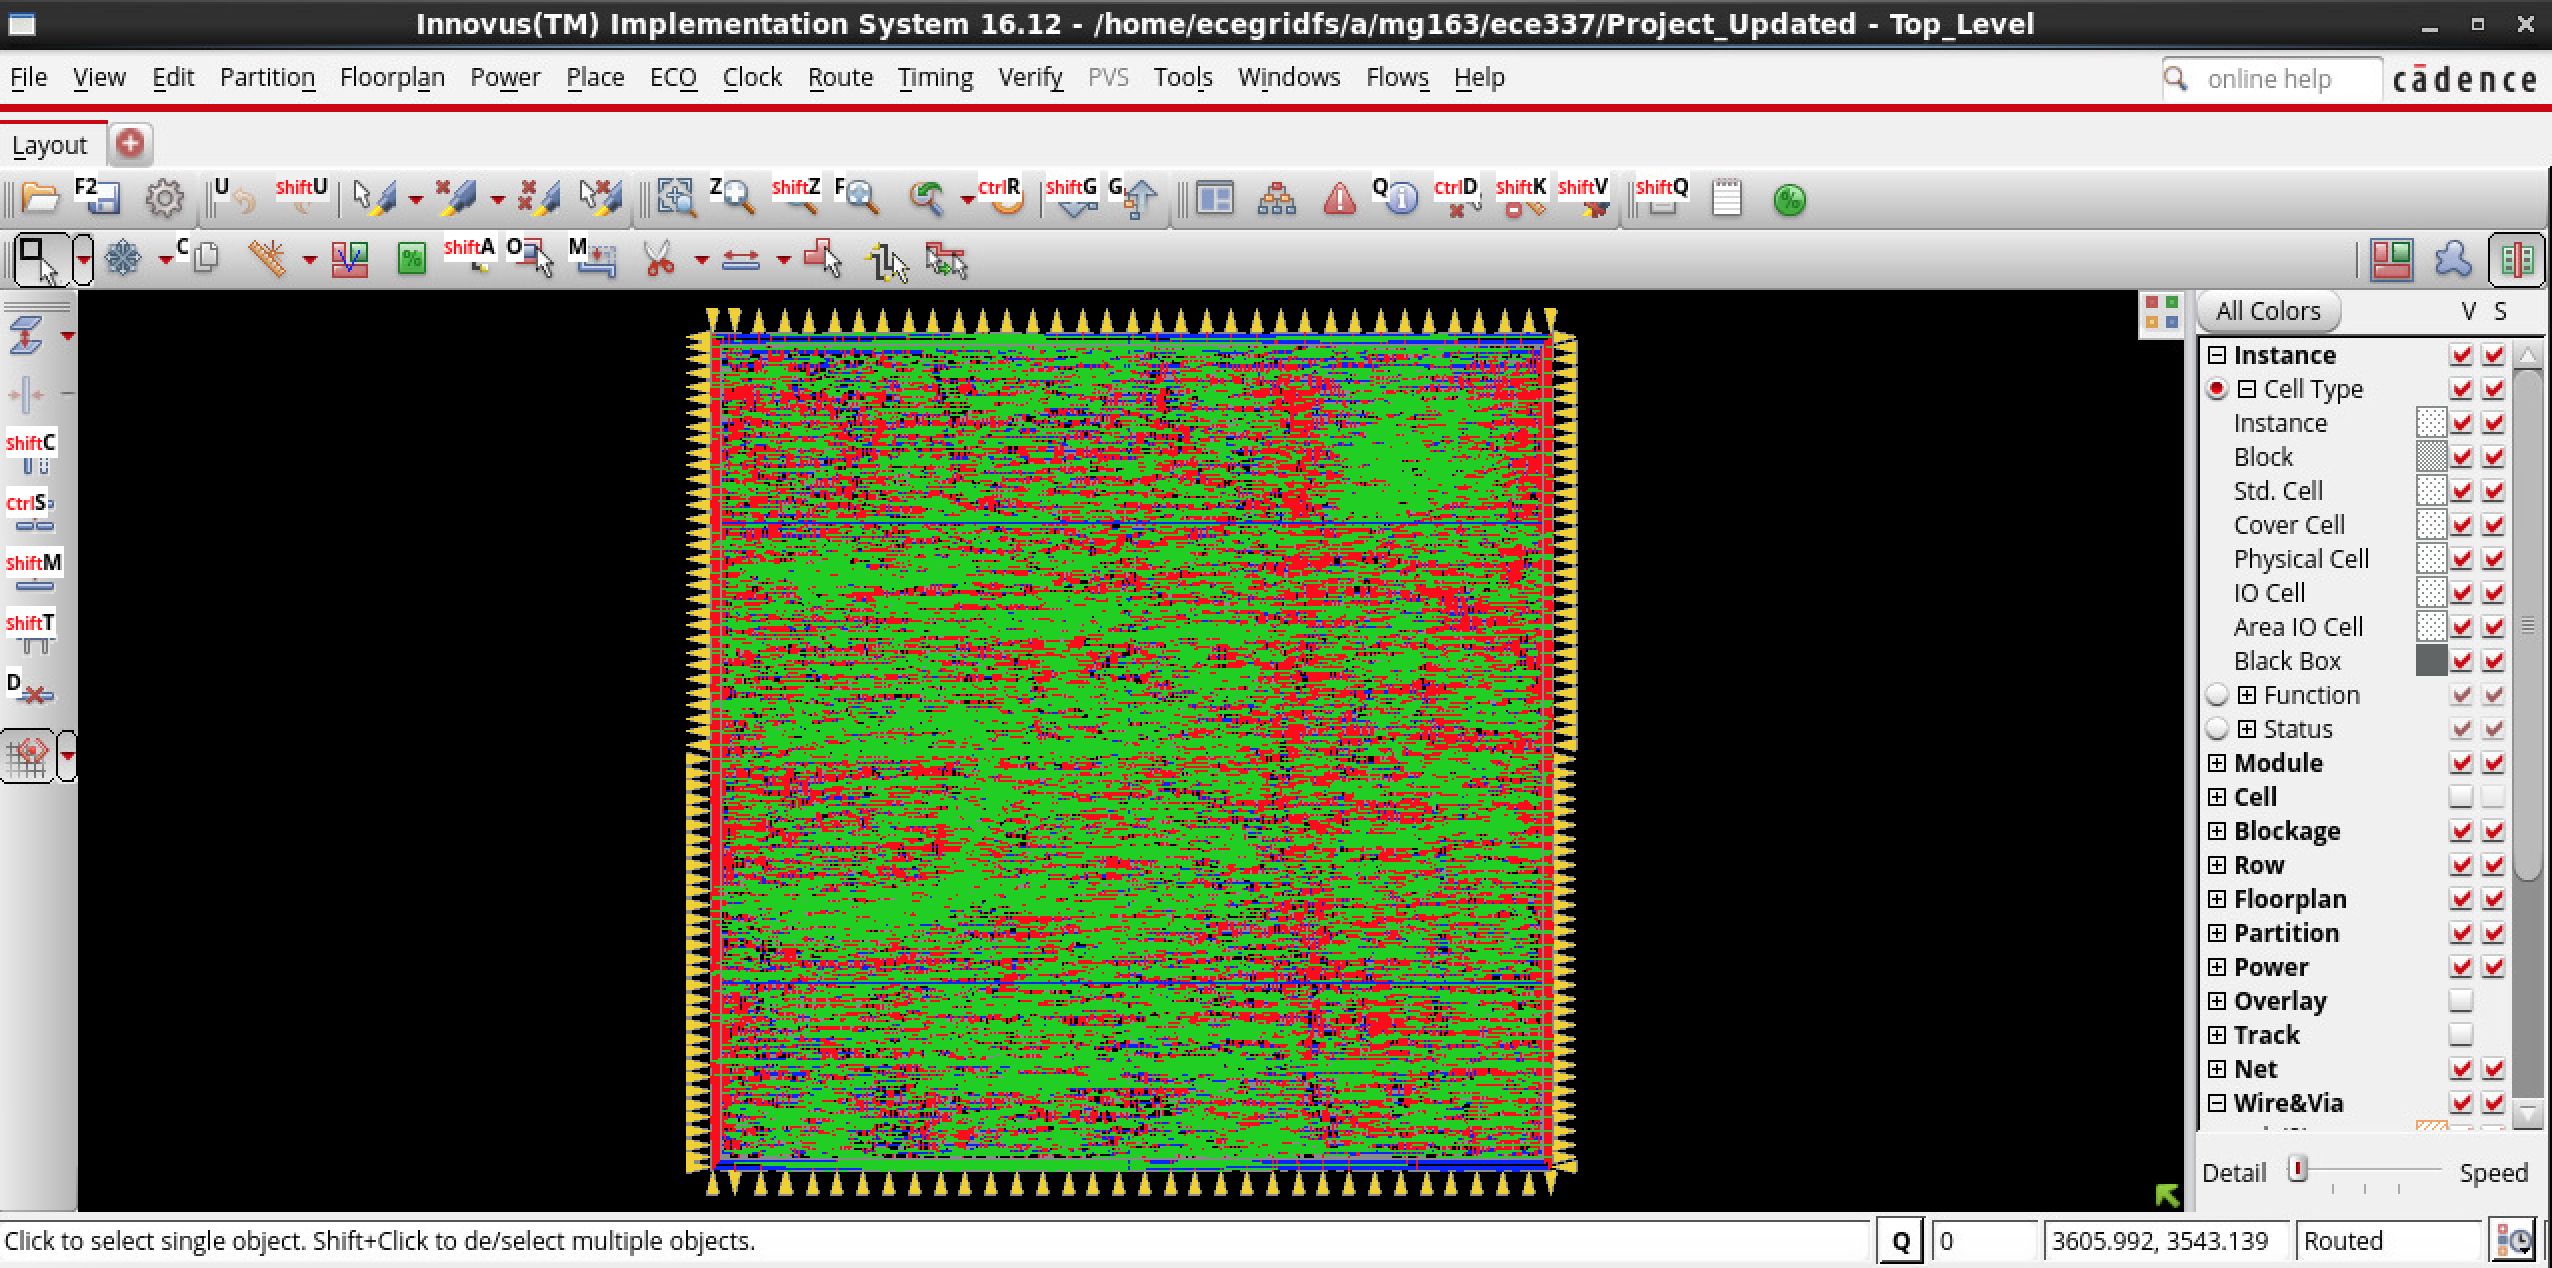 Innovus(TM) Implementation System 16.12 - /home/ecegridfs/a/mg163/ece337/Project_Updated - Top_Level
File View Edit Partition Floorplan Power Place ECO Clock Route Timing Verify PVS Tools Windows Flows Help
online help
cādence
Layout
F2 U ShiftU Z ShiftZ F CtrlR ShiftG G Q CtrlD ShiftK ShiftV ShiftQ
C ShiftA O M
ShiftC
CtrlS
ShiftM
ShiftT
D
All Colors V S
Instance
Cell Type
Instance
Block
Std. Cell
Cover Cell
Physical Cell
IO Cell
Area IO Cell
Black Box
Function
Status
Module
Cell
Blockage
Row
Floorplan
Partition
Power
Overlay
Track
Net
Wire&Via
Detail Speed
Click to select single object. Shift+Click to de/select multiple objects.
Q 0 3605.992, 3543.139 Routed